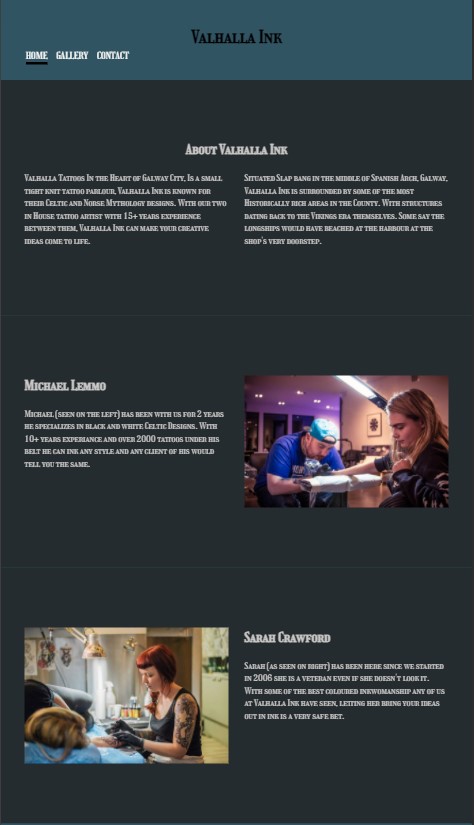 Valhalla Ink
HOME GALLERY CONTACT
About Valhalla Ink
Valhalla Tattoos In the Heart of Galway City, Is a small
tight knit tatoo parlour, Valhalla Ink is known for
their Celtic and Norse Mythology designs. With our two
in House tatoo artist with 15+ years experience
between them, Valhalla Ink can make your creative
ideas come to life.
Situated Slap bang in the middle of Spanish Arch, Galway,
Valhalla Ink is surrounded by some of the most
Historically rich areas in the County. With structures
dating back to the Vikings era themselves. Some say the
longships would have beached at the harbour at the
shop's very doorstep.
Michael Lemmo
Michael (seen on the left) has been with us for 2 years
he specializes in black and white Celtic Designs. With
10+ years experiance and over 2000 tatoos under his
belt he can ink any style and any client of his would
tell you the same.
Sarah Crawford
Sarah (as seen on right) has been here since we started
in 2006 she is a veteran even if she doesn't look it.
With some of the best coloured inkwomanship any of us
at Valhalla Ink have seen, letting her bring your ideas
out in ink is a very safe bet.